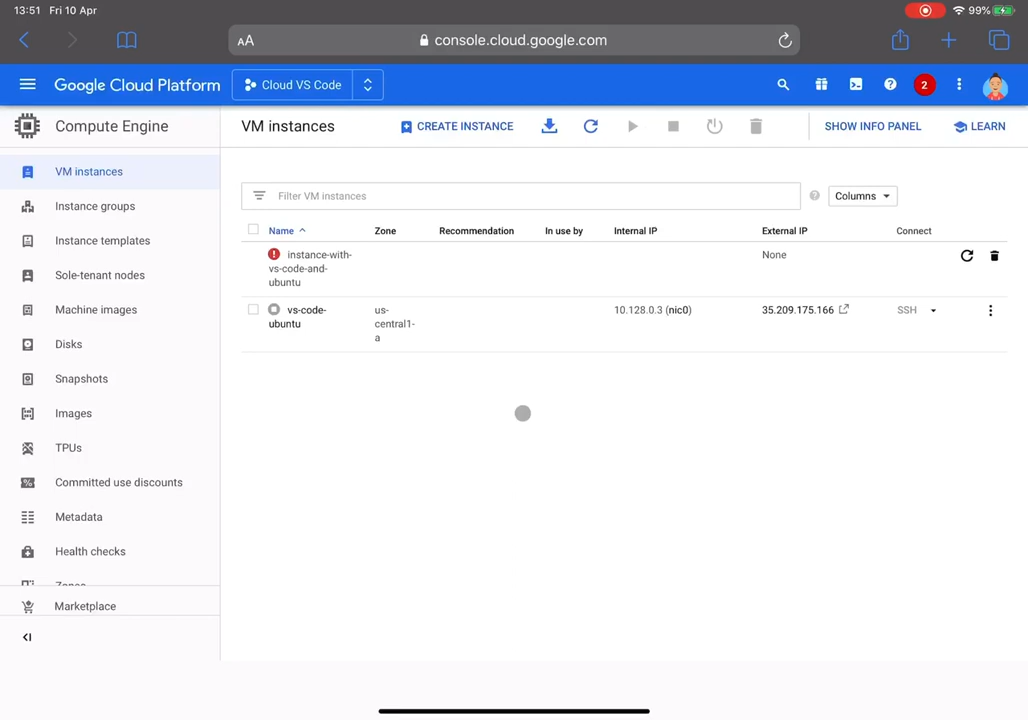 13:51 Fri 10 Apr
99%
AA
console.cloud.google.com
Google Cloud Platform
Cloud VS Code
2
Compute Engine
VM instances
CREATE INSTANCE
SHOW INFO PANEL
LEARN
VM instances
Instance groups
Instance templates
Sole-tenant nodes
Machine images
Disks
Snapshots
Images
TPUs
Committed use discounts
Metadata
Health checks
Zones
Marketplace
Filter VM instances
Columns
Name
Zone
Recommendation
In use by
Internal IP
External IP
Connect
instance-with-
vs-code-and-
ubuntu
None
vs-code-
ubuntu
us-
central1-
a
10.128.0.3 (nic0)
35.209.175.166
SSH